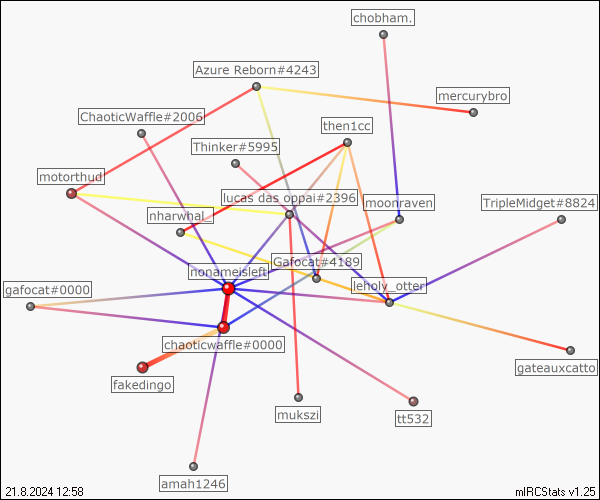 chobham.
Azure Reborn#4243
mercurybro
ChaoticWaffle#2006
then1cc
Thinker#5995
motorthud
lucas das oppai#2396
moonraven
TripleMidget#8824
nharwhal_
Gafocat#4189
nonameisleft
ieholy_otter
gafocat#0000
chaoticwaffle#0000
gateauxcatto
fakedingo
mukszi
tt532
amah1246
21.8.2024 12:58
mIRCStats v1.25